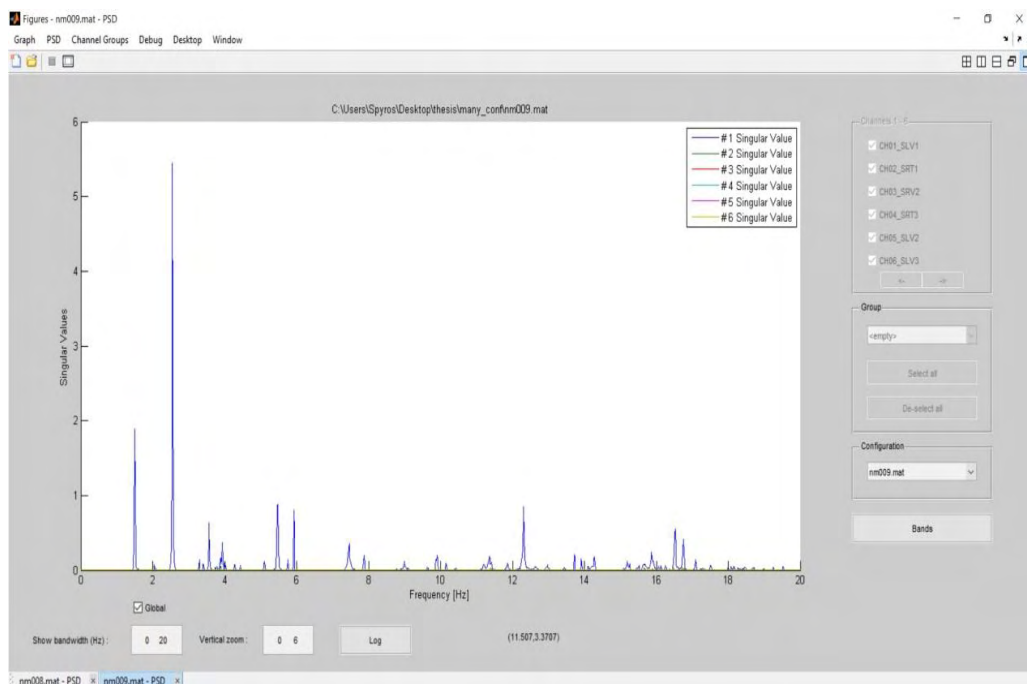 Figures - nm009.mat - PSD
Graph PSD Channel Groups Debug Desktop Window
C:\Users\Spyros\Desktop\thesis\many_conf\nm009.mat
6
5
4
3
2
1
0
Singular Values
0 2 4 6 8 10 12 14 16 18 20
Frequency [Hz]
#1 Singular Value
#2 Singular Value
#3 Singular Value
#4 Singular Value
#5 Singular Value
#6 Singular Value
Channels 1 - 6
CH01_SLV1
CH02_SRT1
CH03_SRV2
CH04_SRT3
CH05_SLV2
CH06_SLV3
<- ->
Group
<empty>
Select all
De-select all
Configuration
nm009.mat
Bands
Global
Show bandwidth (Hz) : 0 20 Vertical zoom : 0 6 Log (11.507,3.3707)
nm008.mat - PSD × nm009.mat - PSD ×